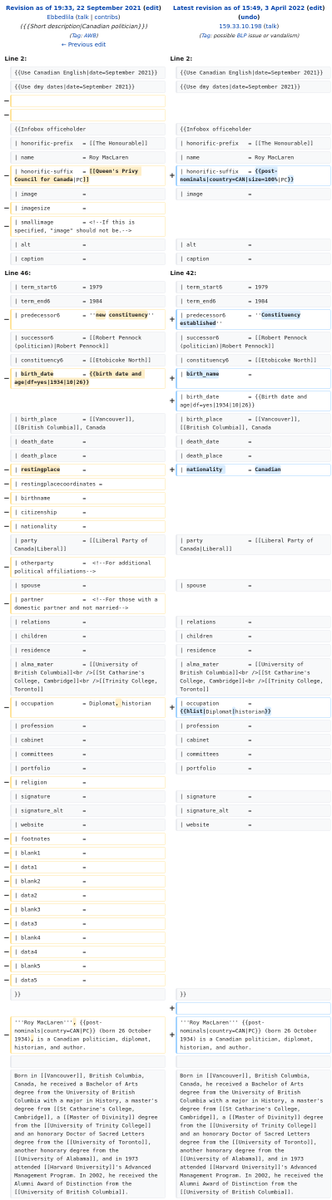 Revision as of 19:33, 22 September 2021 (edit)
Ebbedlila (talk | contribs)
({{Short description|Canadian politician}})
(Tag: AWB)
← Previous edit
Latest revision as of 15:49, 3 April 2022 (edit)
(undo)
159.33.10.198 (talk)
(Tag: possible BLP issue or vandalism)
Line 2:
{{Use Canadian English|date=September 2021}}
{{Use dmy dates|date=September 2021}}
{{Infobox officeholder
| honorific-prefix = [[The Honourable]]
| name = Roy MacLaren
| honorific-suffix = [[Queen's Privy
Council for Canada|PC]]
| image =
| imagesize =
| smallimage = <!--If this is
specified, "image" should not be.-->
| alt =
| caption =
Line 2:
{{Use Canadian English|date=September 2021}}
{{Use dmy dates|date=September 2021}}
{{Infobox officeholder
| honorific-prefix = [[The Honourable]]
| name = Roy MacLaren
| honorific-suffix = {{post-
nominals|country=CAN|size=100%|PC}}
| image =
| alt =
| caption =
Line 46:
| term_start6 = 1979
| term_end6 = 1984
| predecessor6 = ''new constituency''
| successor6 = [[Robert Pennock
(politician)|Robert Pennock]]
| constituency6 = [[Etobicoke North]]
| birth_date = {{birth date and
age|df=yes|1934|10|26}}
| birth_place = [[Vancouver]],
[[British Columbia]], Canada
| death_date =
| death_place =
| restingplace =
| restingplacecoordinates =
| birthname =
| citizenship =
| nationality =
| party = [[Liberal Party of
Canada|Liberal]]
| otherparty = <!--For additional
political affiliations-->
| spouse =
| partner = <!--For those with a
domestic partner and not married-->
| relations =
| children =
| residence =
| alma_mater = [[University of
British Columbia]]<br />[[St Catharine's
College, Cambridge]]<br />[[Trinity College,
Toronto]]
| occupation = Diplomat, historian
| profession =
| cabinet =
| committees =
| portfolio =
| religion =
| signature =
| signature_alt =
| website =
| footnotes =
| blank1 =
| data1 =
| blank2 =
| data2 =
| blank3 =
| data3 =
| blank4 =
| data4 =
| blank5 =
| data5 =
}}
'''Roy MacLaren''', {{post-
nominals|country=CAN|PC}} (born 26 October
1934), is a Canadian politician, diplomat,
historian, and author.
Born in [[Vancouver]], British Columbia,
Canada, he received a Bachelor of Arts
degree from the University of British
Columbia with a major in History, a master's
degree from [[St Catharine's College,
Cambridge]], a [[Master of Divinity]] degree
from the [[University of Trinity College]]
and an honorary Doctor of Sacred Letters
degree from the [[University of Toronto]],
another honorary degree from the
[[University of Alabama]], and in 1973
attended [[Harvard University]]'s Advanced
Management Program. In 2002, he received the
Alumni Award of Distinction from the
[[University of British Columbia]].
Line 42:
| term_start6 = 1979
| term_end6 = 1984
| predecessor6 = ''Constituency
established''
| successor6 = [[Robert Pennock
(politician)|Robert Pennock]]
| constituency6 = [[Etobicoke North]]
| birth_name =
| birth_date = {{Birth date and
age|df=yes|1934|10|26}}
| birth_place = [[Vancouver]],
[[British Columbia]], Canada
| death_date =
| death_place =
| nationality = Canadian
| party = [[Liberal Party of
Canada|Liberal]]
| spouse =
| relations =
| children =
| residence =
| alma_mater = [[University of
British Columbia]]<br />[[St Catharine's
College, Cambridge]]<br />[[Trinity College,
Toronto]]
| occupation =
{{hlist|Diplomat|historian}}
| profession =
| cabinet =
| committees =
| portfolio =
| signature =
| signature_alt =
| website =
}}
'''Roy MacLaren''' {{post-
nominals|country=CAN|PC}} (born 26 October
1934) is a Canadian politician, diplomat,
historian, and author.
Born in [[Vancouver]], British Columbia,
Canada, he received a Bachelor of Arts
degree from the University of British
Columbia with a major in History, a master's
degree from [[St Catharine's College,
Cambridge]], a [[Master of Divinity]] degree
from the [[University of Trinity College]]
and an honorary Doctor of Sacred Letters
degree from the [[University of Toronto]],
another honorary degree from the
[[University of Alabama]], and in 1973
attended [[Harvard University]]'s Advanced
Management Program. In 2002, he received the
Alumni Award of Distinction from the
[[University of British Columbia]].